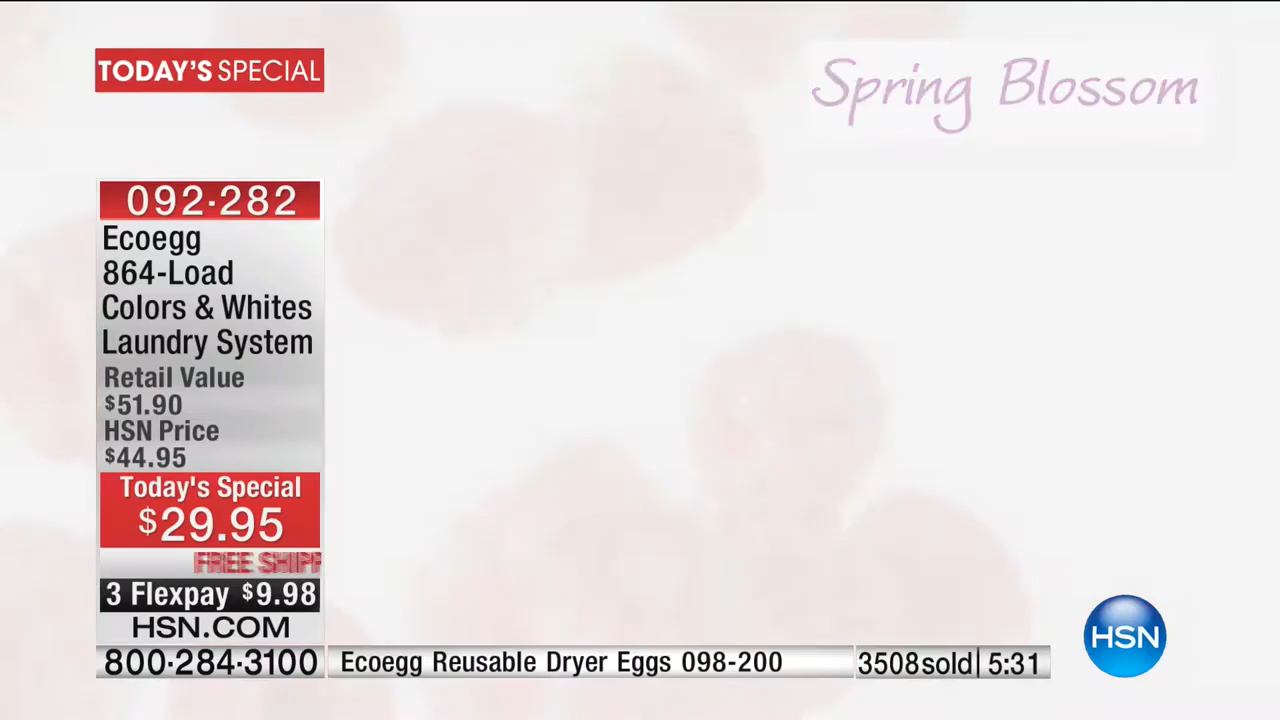 TODAY'S SPECIAL
Spring Blossom
092·282
Ecoegg
864-Load
Colors & Whites
Laundry System
Retail Value
$51.90
HSN Price
$44.95
Today's Special
$29.95
FREE SHIPP
3 Flexpay $9.98
HSN.COM
800·284·3100
Ecoegg Reusable Dryer Eggs 098-200
3508sold| 5:31
HSN